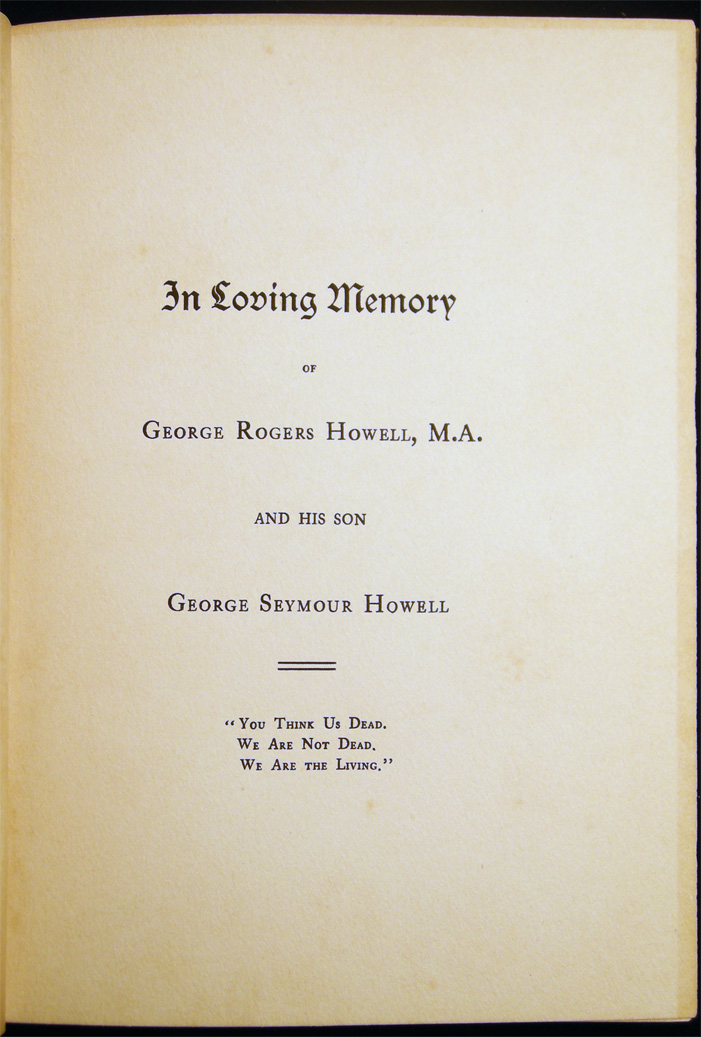 In Loving Memory
OF
George Rogers Howell, M.A.
AND HIS SON
George Seymour Howell
“You Think Us Dead.
We Are Not Dead.
We Are the Living.”